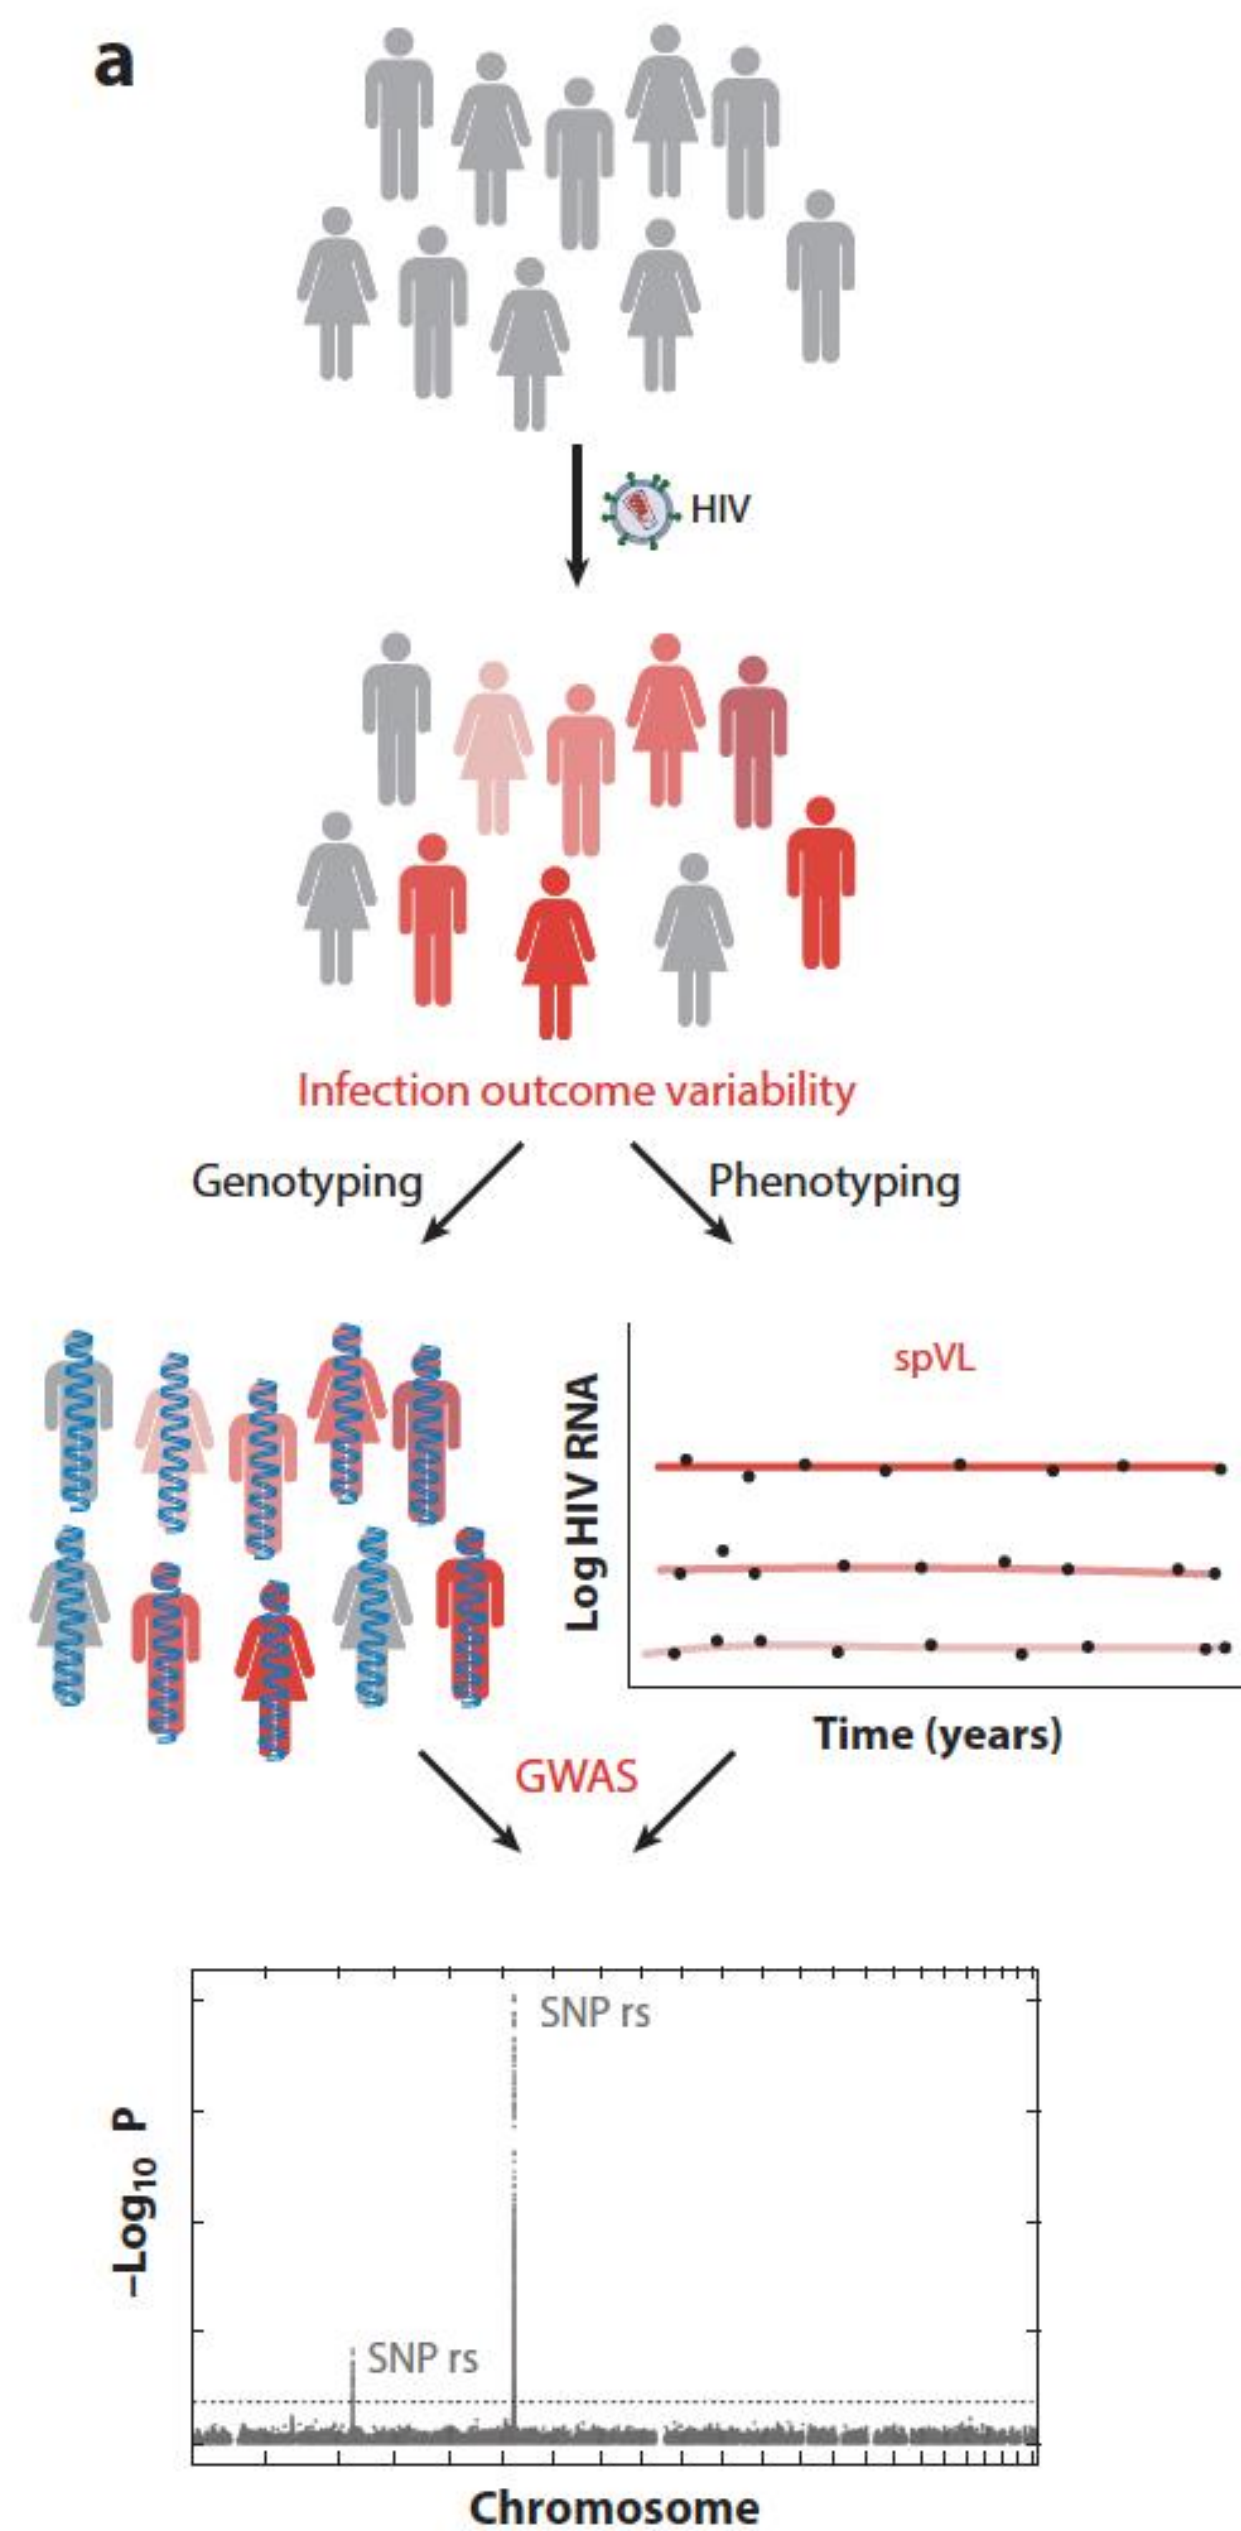 a
HIV
Infection outcome variability
Genotyping
Phenotyping
spVL
Log HIV RNA
Time (years)
GWAS
SNP rs
SNP rs
–Log₁₀ P
Chromosome